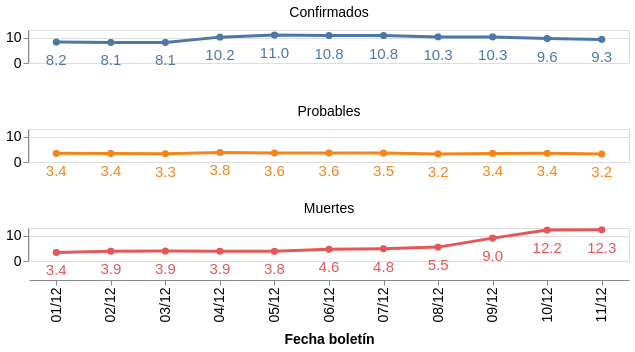 Confirmados
10
0
8.2 8.1 8.1 10.2 11.0 10.8 10.8 10.3 10.3 9.6 9.3
Probables
10
0
3.4 3.4 3.3 3.8 3.6 3.6 3.5 3.2 3.4 3.4 3.2
Muertes
10
0
3.4 3.9 3.9 3.9 3.8 4.6 4.8 5.5 9.0 12.2 12.3
01/12 02/12 03/12 04/12 05/12 06/12 07/12 08/12 09/12 10/12 11/12
Fecha boletín